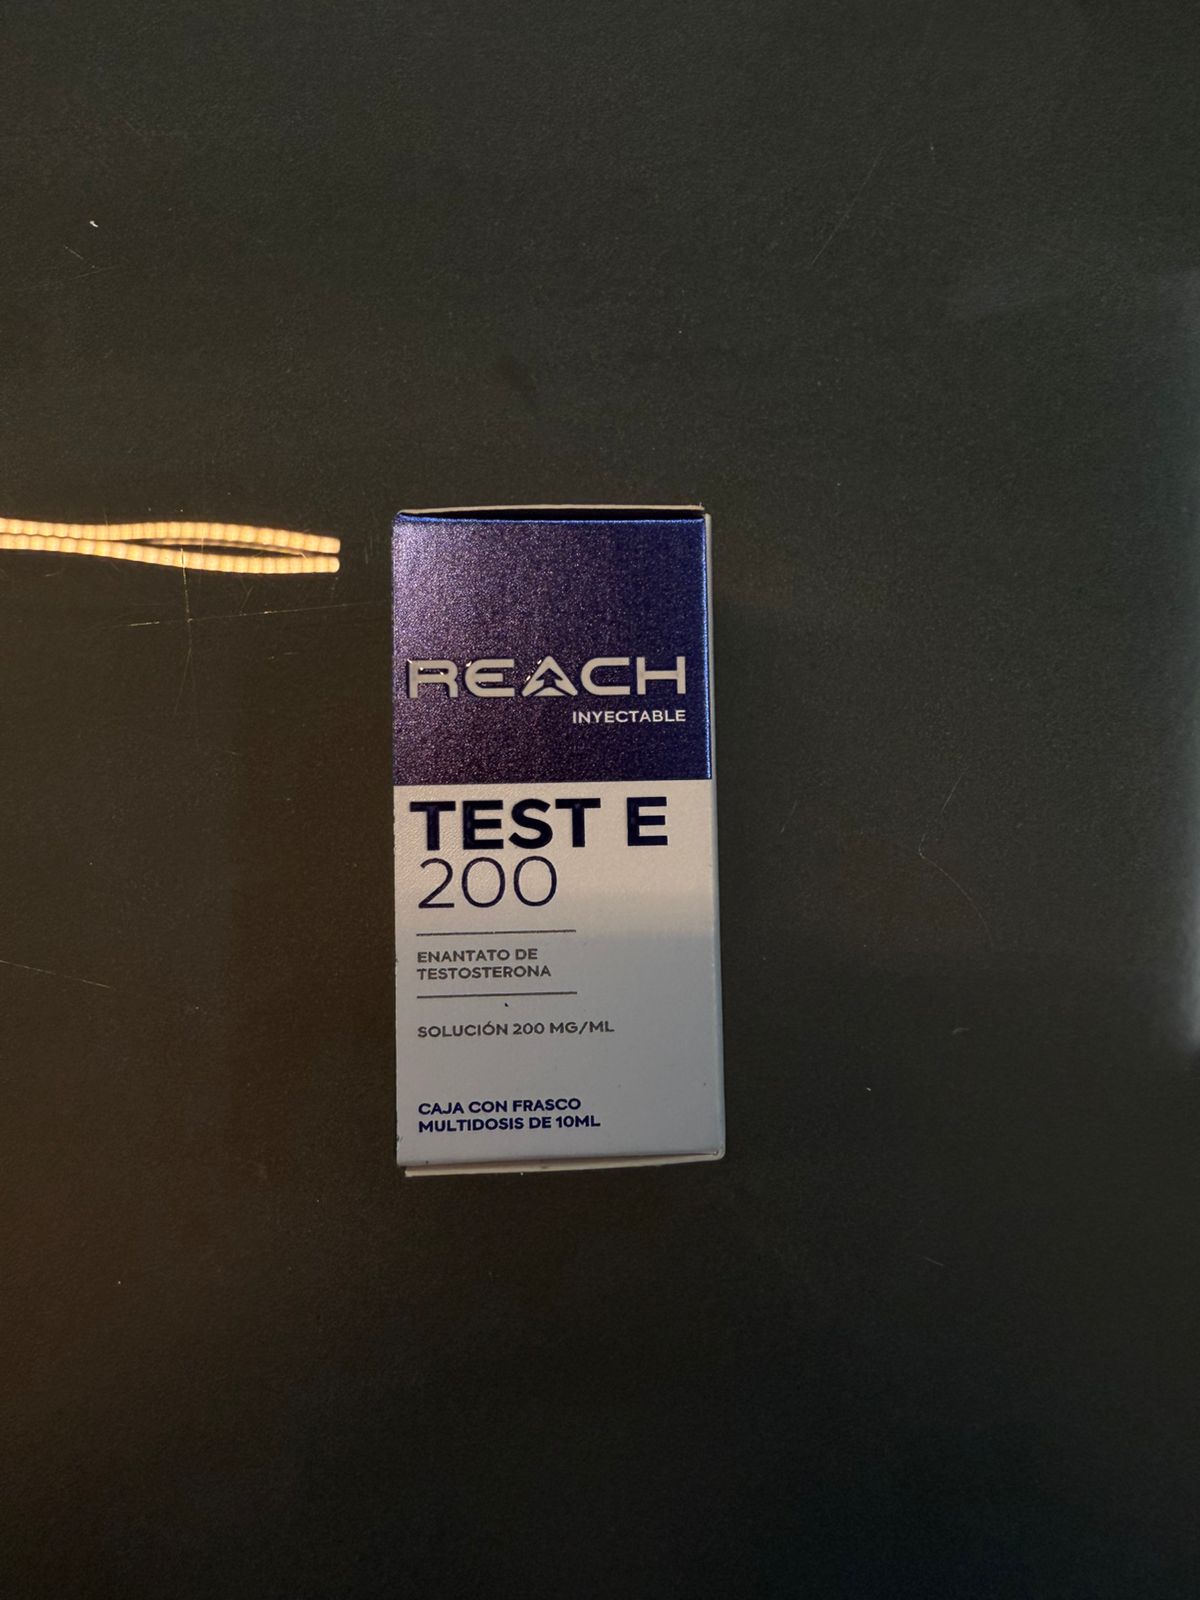 REACH
INYECTABLE
TEST E
200
ENANTATO DE
TESTOSTERONA
SOLUCIÓN 200 MG/ML
CAJA CON FRASCO
MULTIDOSIS DE 10ML